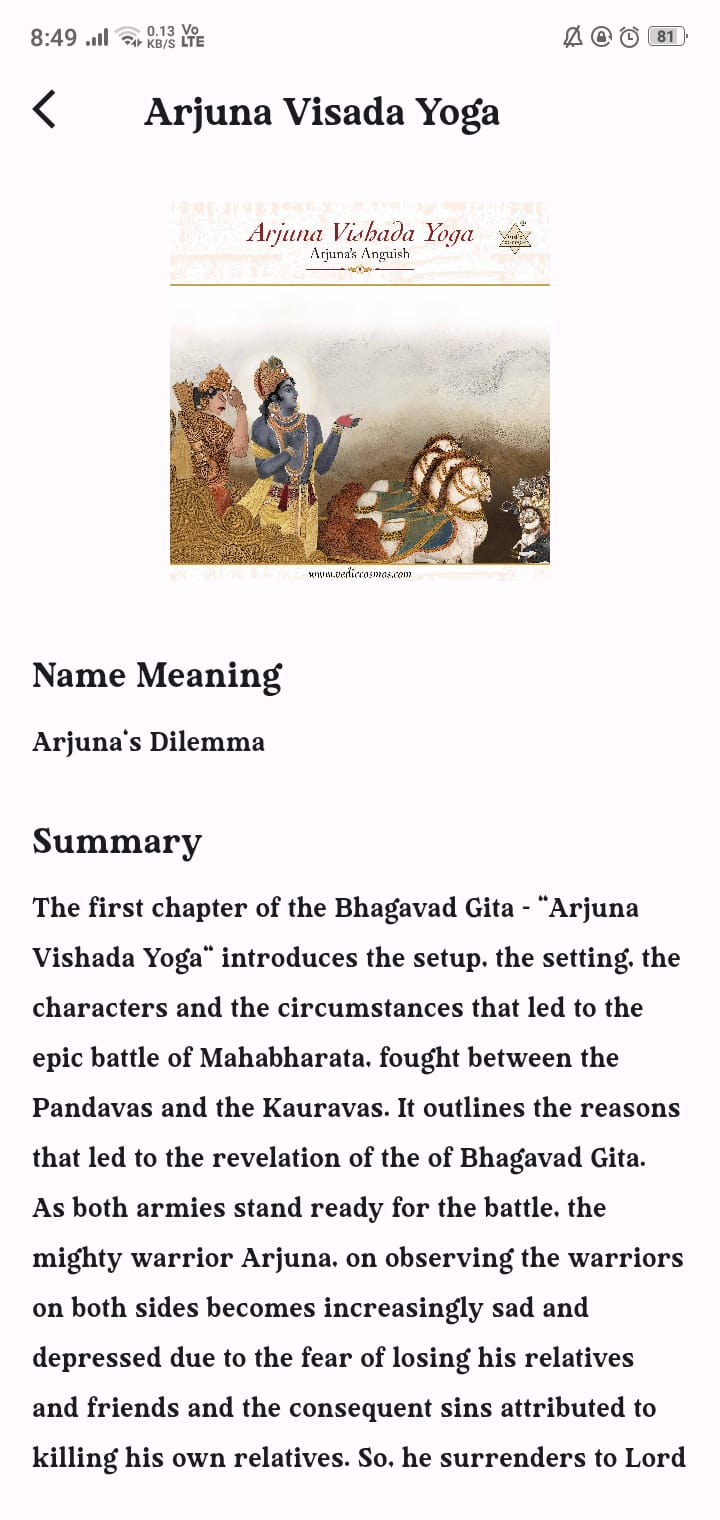 8:49 0.13 KB/S Vo LTE 81
Arjuna Visada Yoga
Arjuna Vishada Yoga
Arjuna's Anguish
www.vediccosmos.com
Name Meaning
Arjuna's Dilemma
Summary
The first chapter of the Bhagavad Gita - "Arjuna
Vishada Yoga" introduces the setup, the setting, the
characters and the circumstances that led to the
epic battle of Mahabharata, fought between the
Pandavas and the Kauravas. It outlines the reasons
that led to the revelation of the of Bhagavad Gita.
As both armies stand ready for the battle, the
mighty warrior Arjuna, on observing the warriors
on both sides becomes increasingly sad and
depressed due to the fear of losing his relatives
and friends and the consequent sins attributed to
killing his own relatives. So, he surrenders to Lord